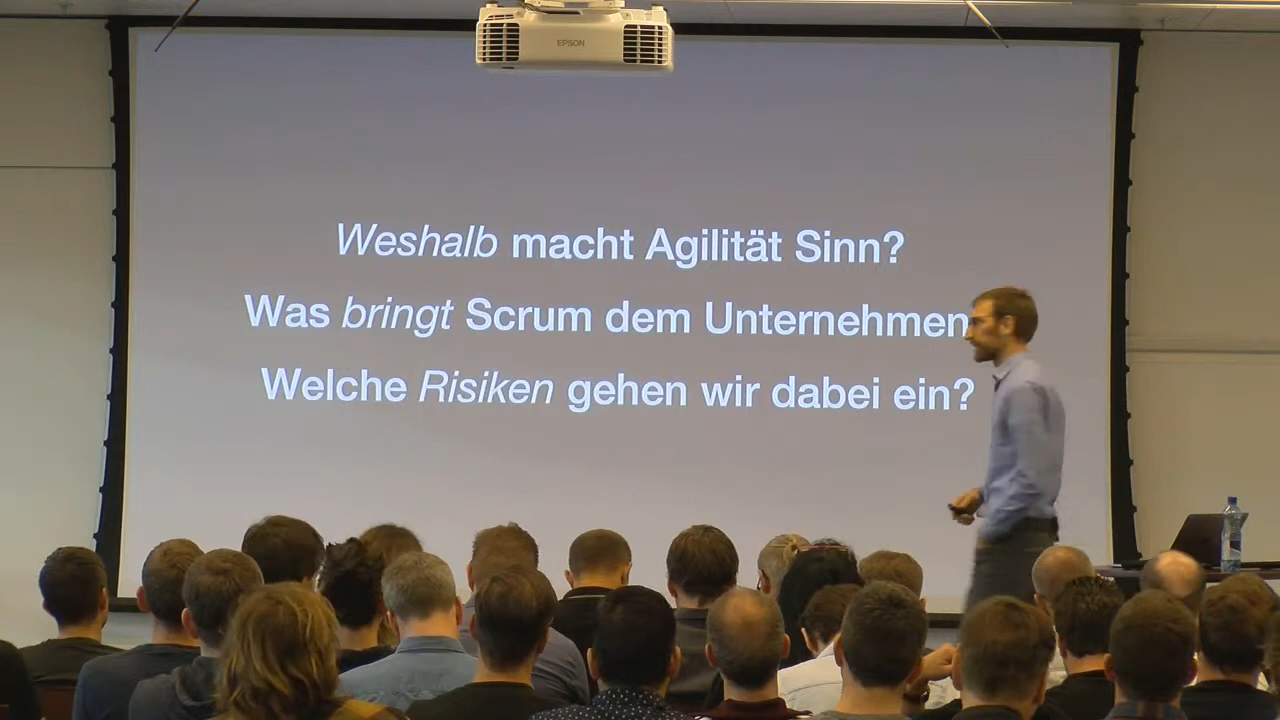 EPSON
Weshalb macht Agilität Sinn?
Was bringt Scrum dem Unternehmen
Welche Risiken gehen wir dabei ein?